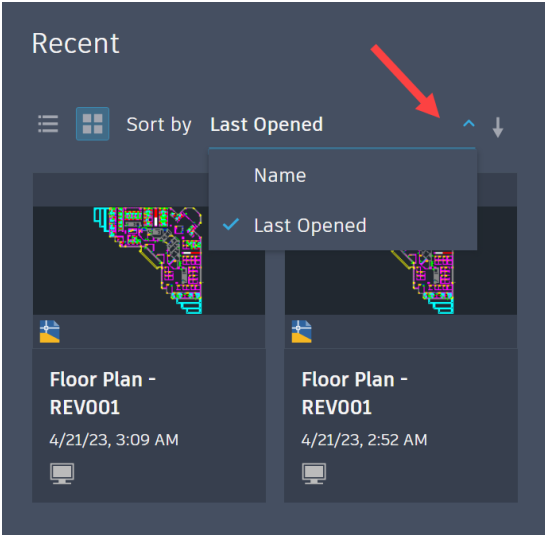 Recent
Sort by Last Opened
Name
Last Opened
Floor Plan -
REV001
4/21/23, 3:09 AM
Floor Plan -
REV001
4/21/23, 2:52 AM